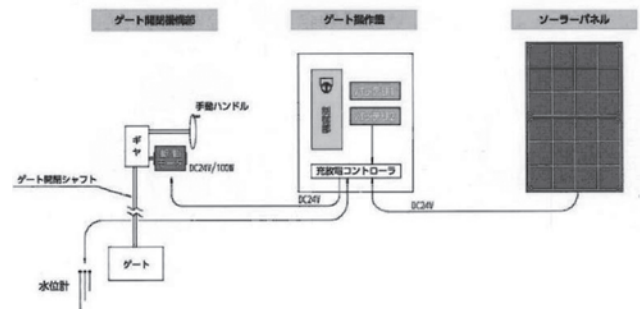 ゲート開閉機構部
ゲート操作盤
ソーラーパネル
手動ハンドル
ギヤ
DC24V/100W
充放電コントローラ
ゲート開閉シャフト
DC24V
DC24V
ゲート
水位計